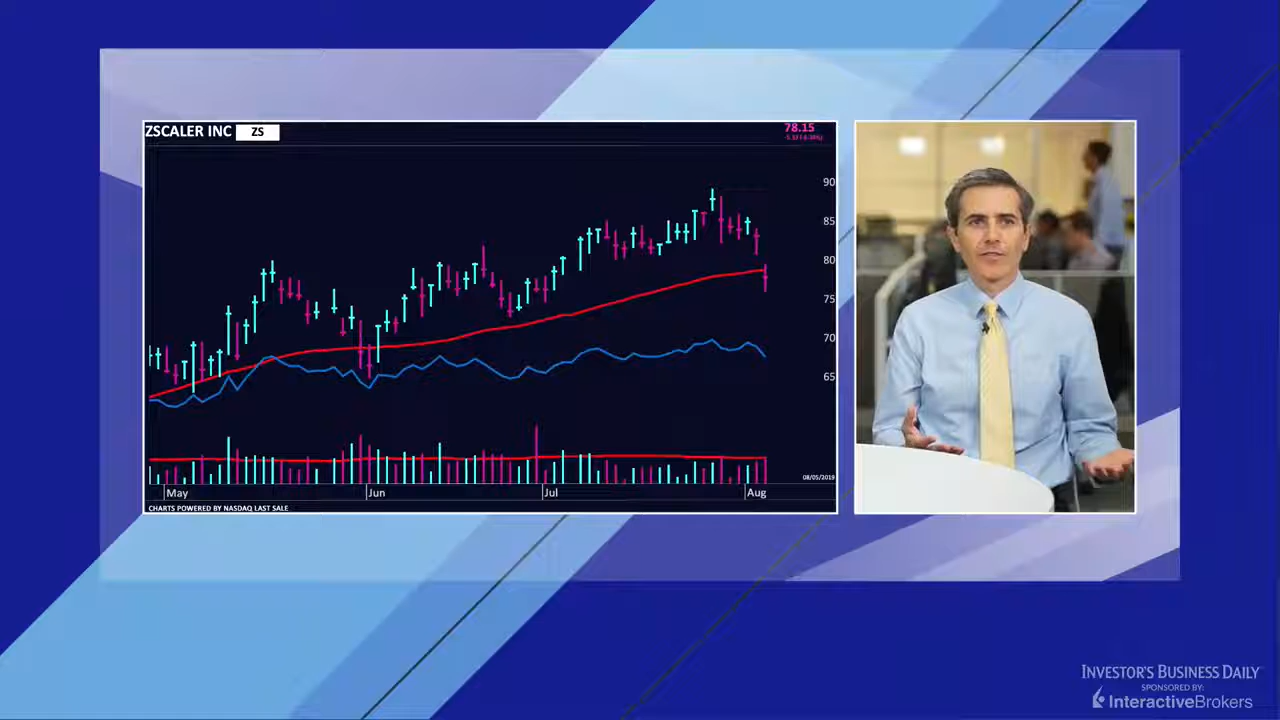 ZSCALER INC ZS
78.15
90
85
80
75
70
65
08/05/2019
May Jun Jul Aug
CHARTS POWERED BY NASDAQ LAST SALE
INVESTOR'S BUSINESS DAILY
SPONSORED BY:
InteractiveBrokers